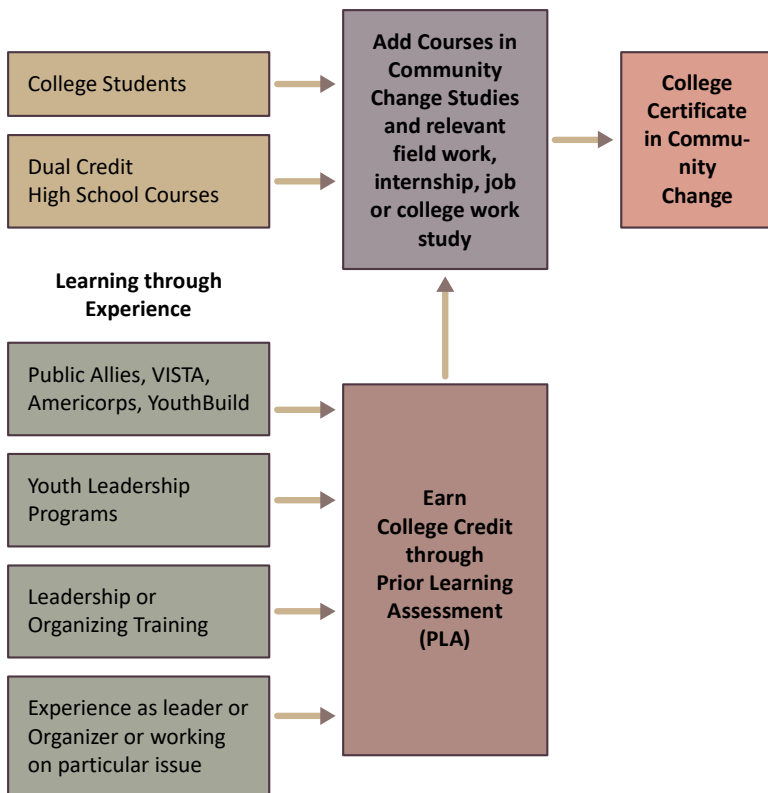 College Students
Dual Credit
High School Courses
Add Courses in
Community
Change Studies
and relevant
field work,
internship, job
or college work
study
College
Certificate
in Commu-
nity
Change
Learning through
Experience
Public Allies, VISTA,
Americorps, YouthBuild
Youth Leadership
Programs
Leadership or
Organizing Training
Experience as leader or
Organizer or working
on particular issue
Earn
College Credit
through
Prior Learning
Assessment
(PLA)